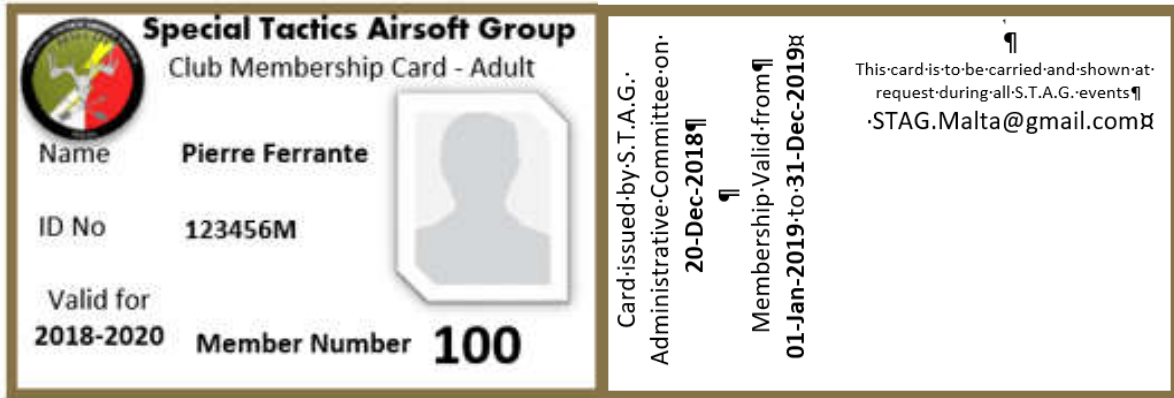 Special Tactics Airsoft Group
Club Membership Card - Adult
Name Pierre Ferrante
ID No 123456M
Valid for
2018-2020
Member Number 100
Card·issued·by·S.T.A.G.·
Administrative·Committee·on·
20-Dec-2018¶
¶
Membership·Valid·from¶
01-Jan-2019·to·31-Dec-2019¤
¶
This·card·is·to·be·carried·and·shown·at·
request·during·all·S.T.A.G.·events¶
·STAG.Malta@gmail.com¤